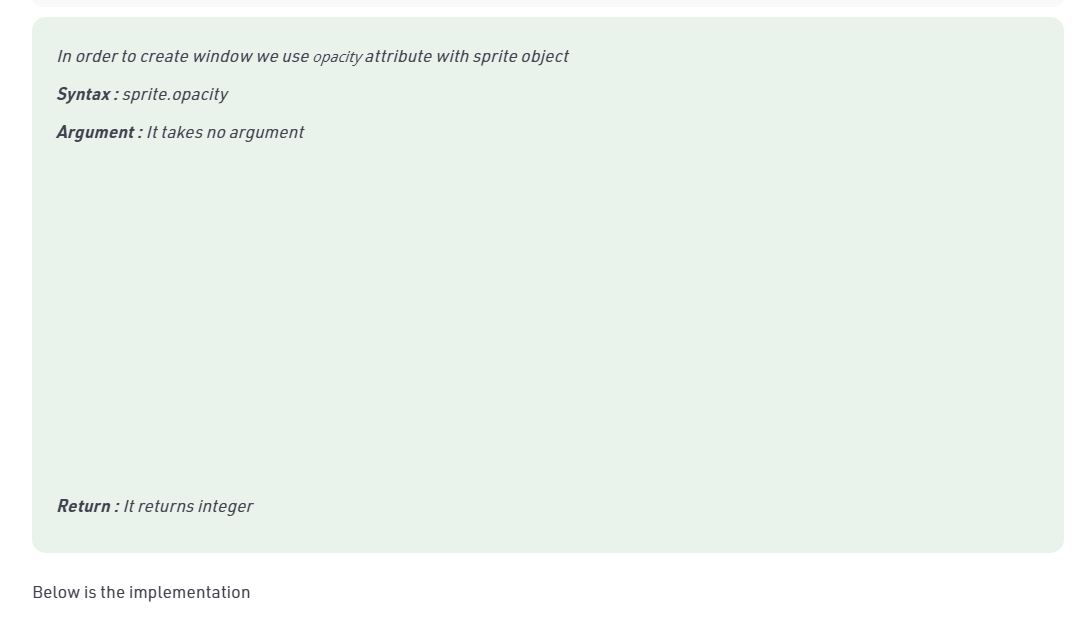 In order to create window we use opacity attribute with sprite object
Syntax : sprite.opacity
Argument : It takes no argument
Return : It returns integer
Below is the implementation